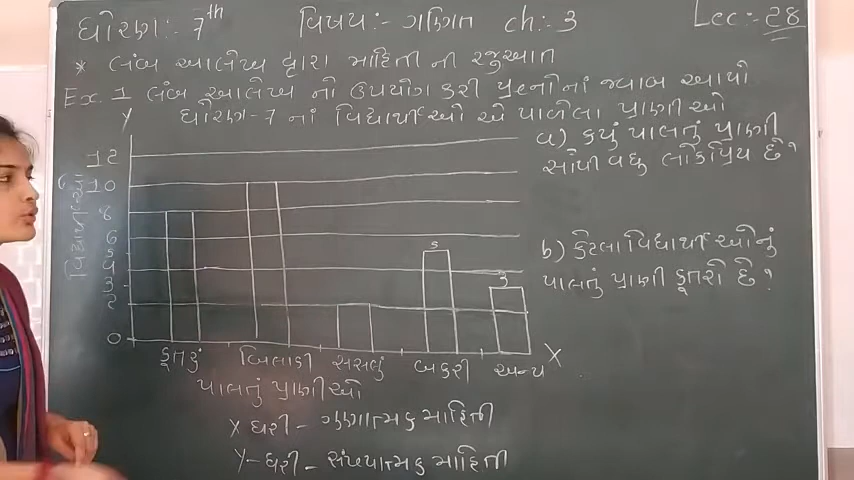 ધોરણ:- 7th વિષય:- ગણિત ch:- 3 Lec:- 28
* લંબ આલેખ દ્વારા માહિતી ની રજુઆત
Ex. 1 લંબ આલેખ નો ઉપયોગ કરી પ્રશ્નોનાં જવાબ આપો
ધોરણ-7 નાં વિદ્યાર્થીઓ એ પાળેલા પ્રાણીઓ
a) કયું પાલતું પ્રાણી
સૌથી વધુ લોકપ્રિય છે?
b) કેટલા વિદ્યાર્થીઓનું
પાલતું પ્રાણી કૂતરો છે?
Y
12
10
8
6
5
4
3
2
0
વિદ્યાર્થીઓ
5
3
કૂતરું બિલાડી સસલું બકરી અન્ય X
પાલતું પ્રાણીઓ
X ધરી - ગુણાત્મક માહિતી
Y- ધરી - સંખ્યાત્મક માહિતી